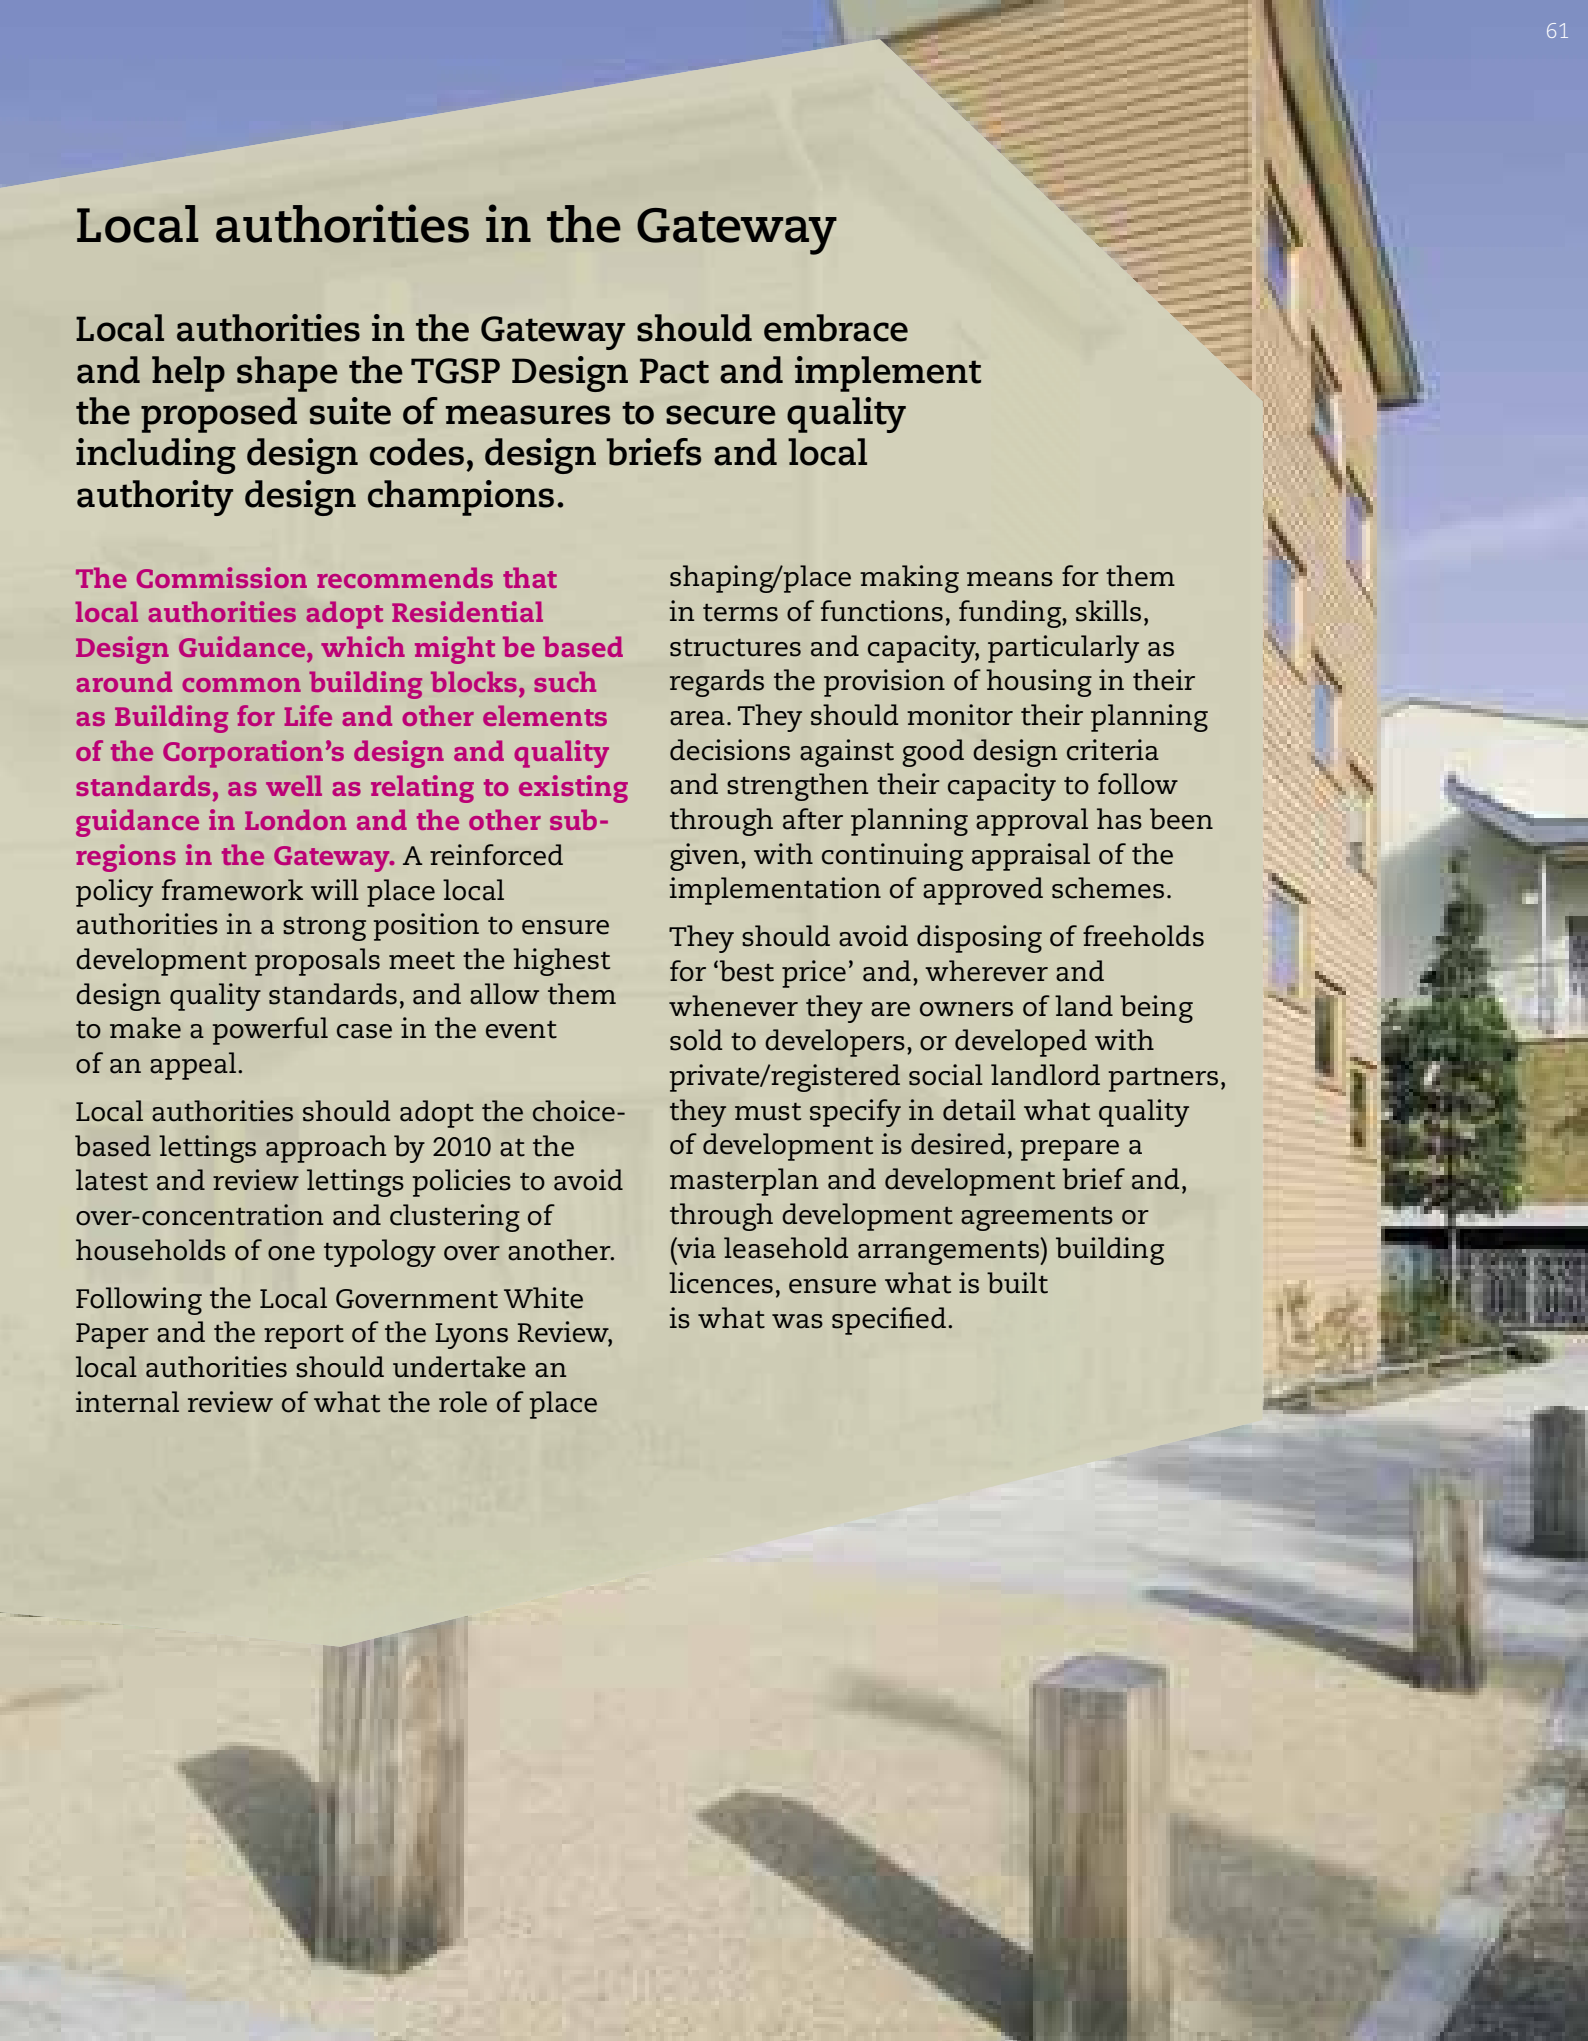 61
Local authorities in the Gateway
Local authorities in the Gateway should embrace
and help shape the TGSP Design Pact and implement
the proposed suite of measures to secure quality
including design codes, design briefs and local
authority design champions.
The Commission recommends that
local authorities adopt Residential
Design Guidance, which might be based
around common building blocks, such
as Building for Life and other elements
of the Corporation’s design and quality
standards, as well as relating to existing
guidance in London and the other sub-
regions in the Gateway. A reinforced
policy framework will place local
authorities in a strong position to ensure
development proposals meet the highest
design quality standards, and allow them
to make a powerful case in the event
of an appeal.
Local authorities should adopt the choice-
based lettings approach by 2010 at the
latest and review lettings policies to avoid
over-concentration and clustering of
households of one typology over another.
Following the Local Government White
Paper and the report of the Lyons Review,
local authorities should undertake an
internal review of what the role of place
shaping/place making means for them
in terms of functions, funding, skills,
structures and capacity, particularly as
regards the provision of housing in their
area. They should monitor their planning
decisions against good design criteria
and strengthen their capacity to follow
through after planning approval has been
given, with continuing appraisal of the
implementation of approved schemes.
They should avoid disposing of freeholds
for ‘best price’ and, wherever and
whenever they are owners of land being
sold to developers, or developed with
private/registered social landlord partners,
they must specify in detail what quality
of development is desired, prepare a
masterplan and development brief and,
through development agreements or
(via leasehold arrangements) building
licences, ensure what is built
is what was specified.